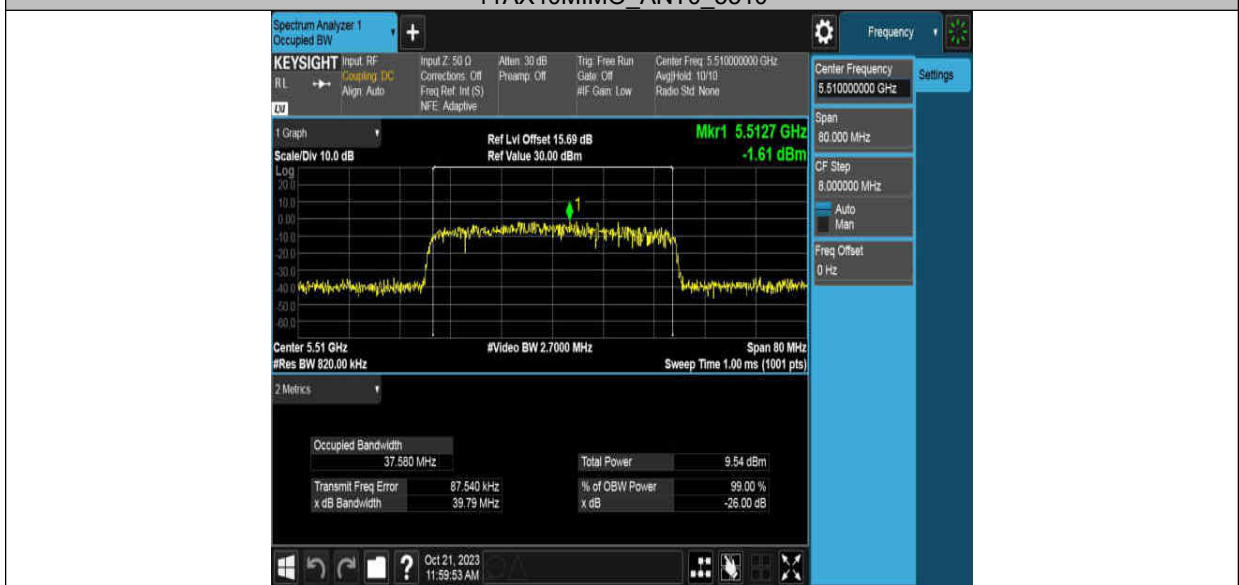 Spectrum Analyzer 1
Occupied BW
+
Frequency
KEYSIGHT
RL
LXI
Input: RF
Coupling: DC
Align: Auto
Input Z: 50 Ω
Corrections: Off
Freq Ref: Int (S)
NFE: Adaptive
Atten: 30 dB
Preamp: Off
Trig: Free Run
Gate: Off
#IF Gain: Low
Center Freq: 5.510000000 GHz
Avg|Hold: 10/10
Radio Std: None
Center Frequency
5.510000000 GHz
Settings
Span
80.000 MHz
CF Step
8.000000 MHz
Auto
Man
Freq Offset
0 Hz
1 Graph
Scale/Div 10.0 dB
Ref Lvl Offset 15.69 dB
Ref Value 30.00 dBm
Mkr1 5.5127 GHz
-1.61 dBm
Log
20.0
10.0
0.00
-10.0
-20.0
-30.0
-40.0
-50.0
-60.0
1
Center 5.51 GHz
#Res BW 820.00 kHz
#Video BW 2.7000 MHz
Span 80 MHz
Sweep Time 1.00 ms (1001 pts)
2 Metrics
Occupied Bandwidth
37.580 MHz
Total Power 9.54 dBm
Transmit Freq Error 87.540 kHz
% of OBW Power 99.00 %
x dB Bandwidth 39.79 MHz
x dB -26.00 dB
?
Oct 21, 2023
11:59:53 AM